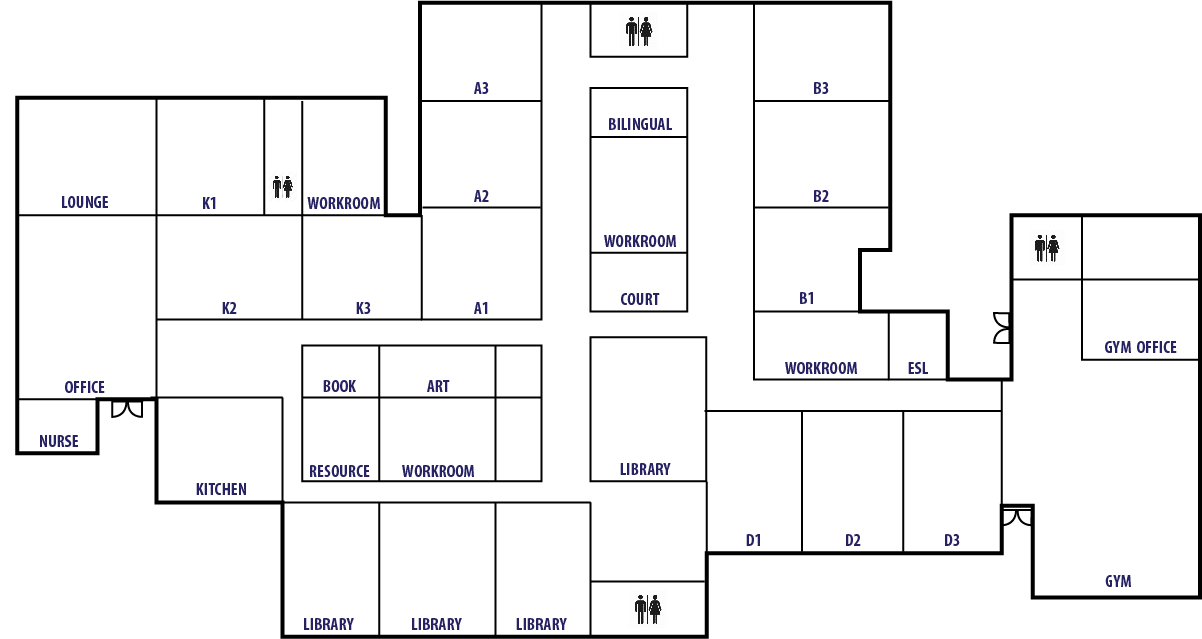 A3
B3
BILINGUAL
LOUNGE
K1
WORKROOM
A2
B2
WORKROOM
K2
K3
A1
COURT
B1
GYM OFFICE
BOOK
ART
WORKROOM
ESL
OFFICE
NURSE
RESOURCE
WORKROOM
LIBRARY
KITCHEN
D1
D2
D3
GYM
LIBRARY
LIBRARY
LIBRARY